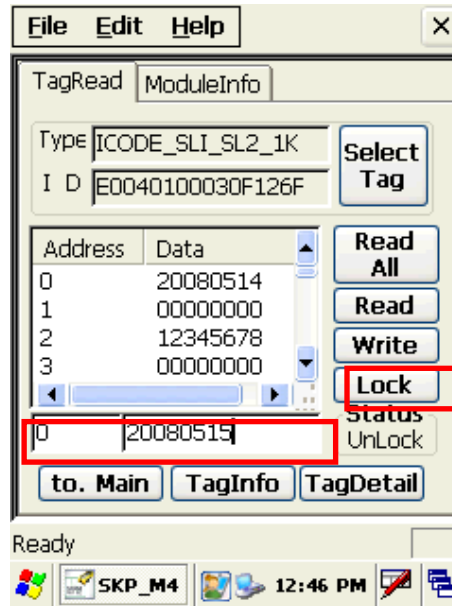 File Edit Help
TagRead ModuleInfo
Type ICODE_SLI_SL2_1K
I D E0040100030F126F
Select Tag
Address Data
0 20080514
1 00000000
2 12345678
3 00000000
Read All
Read
Write
Lock
Status
UnLock
0 20080515
to. Main TagInfo TagDetail
Ready
SKP_M4 12:46 PM